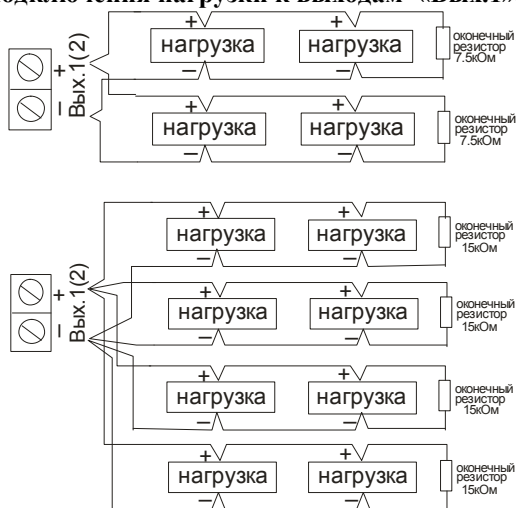 одключения нагрузки к выходам «Вых.1»
+
–
Вых.1(2)
+ +
нагрузка нагрузка
– –
оконечный
резистор
7.5кОм
+ +
нагрузка нагрузка
– –
оконечный
резистор
7.5кОм
+
–
Вых.1(2)
+ +
нагрузка нагрузка
– –
оконечный
резистор
15кОм
+ +
нагрузка нагрузка
– –
оконечный
резистор
15кОм
+ +
нагрузка нагрузка
– –
оконечный
резистор
15кОм
+ +
нагрузка нагрузка
– –
оконечный
резистор
15кОм